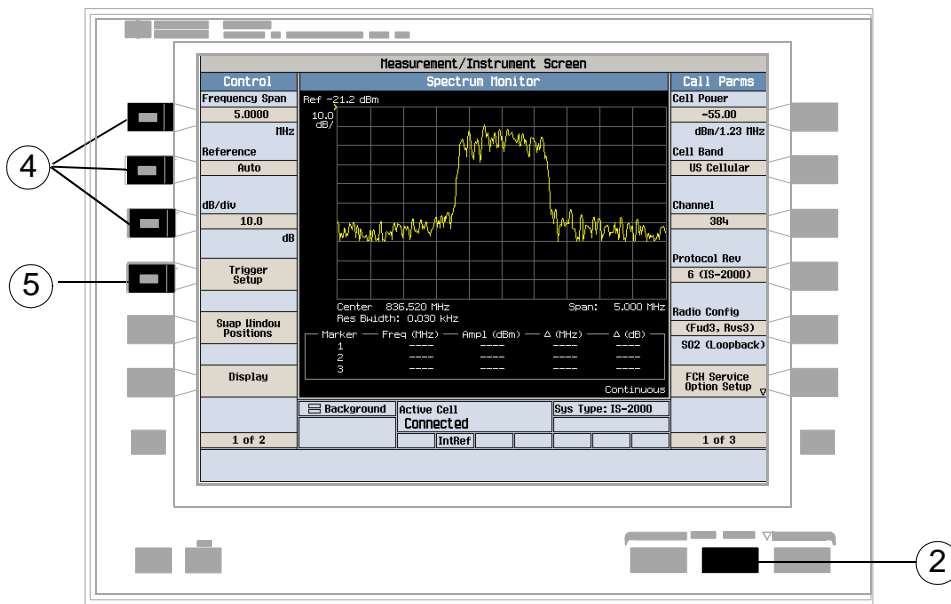 Measurement/Instrument Screen
Control
Spectrum Monitor
Call Parms
Frequency Span
5.0000
MHz
Reference
Auto
dB/div
10.0
dB
Trigger
Setup
Swap Window
Positions
Display
1 of 2
Ref -21.2 dBm
10.0
dB/
Center 836.520 MHz
Span: 5.000 MHz
Res Bwidth: 0.030 kHz
Marker Freq (MHz) Ampl (dBm) Δ (MHz) Δ (dB)
1 ---- ---- ---- ----
2 ---- ---- ---- ----
3 ---- ---- ---- ----
Continuous
Background
Active Cell
Connected
Sys Type: IS-2000
IntRef
Cell Power
-55.00
dBm/1.23 MHz
Cell Band
US Cellular
Channel
384
Protocol Rev
6 (IS-2000)
Radio Config
(Fwd3, Rvs3)
SO2 (Loopback)
FCH Service
Option Setup
1 of 3
4
5
2